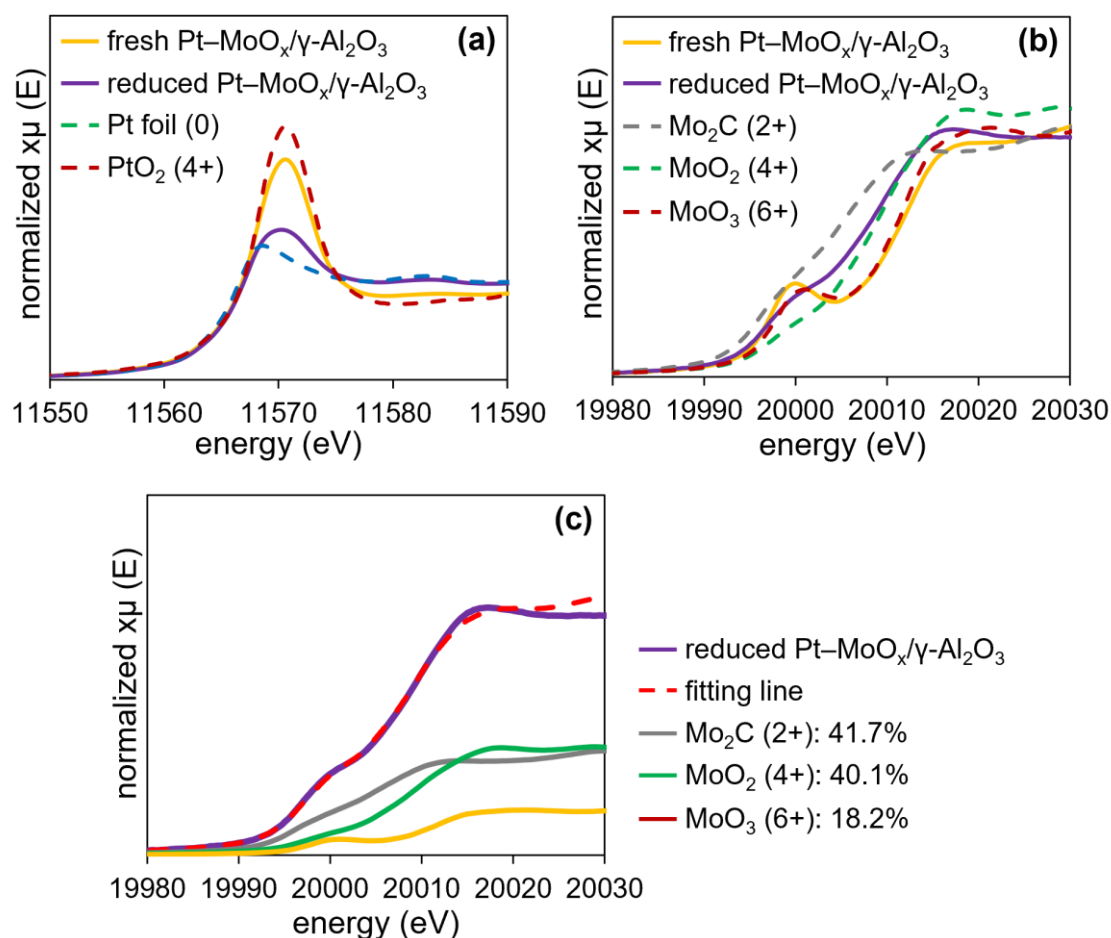 (a)
fresh Pt–MoOₓ/γ-Al₂O₃
reduced Pt–MoOₓ/γ-Al₂O₃
Pt foil (0)
PtO₂ (4+)
normalized xμ (E)
11550 11560 11570 11580 11590
energy (eV)
(b)
fresh Pt–MoOₓ/γ-Al₂O₃
reduced Pt–MoOₓ/γ-Al₂O₃
Mo₂C (2+)
MoO₂ (4+)
MoO₃ (6+)
normalized xμ (E)
19980 19990 20000 20010 20020 20030
energy (eV)
(c)
normalized xμ (E)
19980 19990 20000 20010 20020 20030
energy (eV)
reduced Pt–MoOₓ/γ-Al₂O₃
fitting line
Mo₂C (2+): 41.7%
MoO₂ (4+): 40.1%
MoO₃ (6+): 18.2%